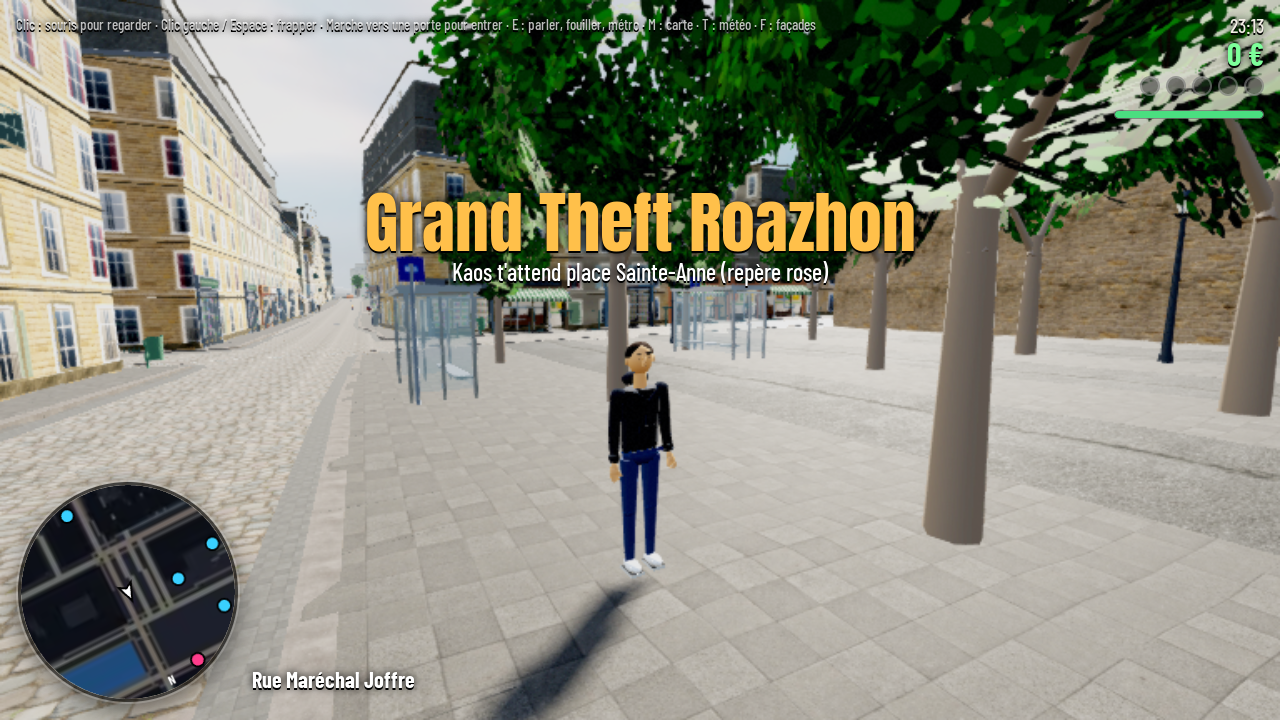 Clic : souris pour regarder · Clic gauche / Espace : frapper · Marche vers une porte pour entrer · E : parler, fouiller, métro · M : carte · T : météo · F : façades
23:13
0 €
Grand Theft Roazhon
Kaos t'attend place Sainte-Anne (repère rose)
N
Rue Maréchal Joffre